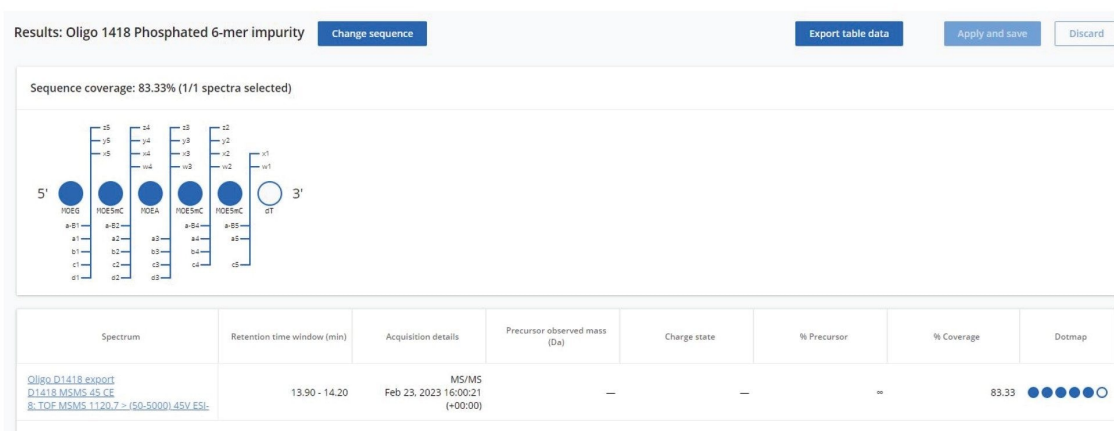 Results: Oligo 1418 Phosphated 6-mer impurity Change sequence Export table data Apply and save Discard
Sequence coverage: 83.33% (1/1 spectra selected)
z5 z4 z3 z2
y5 y4 y3 y2
x5 x4 x3 x2 x1
w4 w3 w2 w1
5' 3'
MOEG MOE5mC MOEA MOE5mC MOE5mC dT
a-B1 a-B2 a-B4 a-B5
a1 a2 a3 a4 a5
b1 b2 b3 b4
c1 c2 c3 c4 c5
d1 d2 d3
Spectrum Retention time window (min) Acquisition details Precursor observed mass (Da) Charge state % Precursor % Coverage Dotmap
Oligo D1418 export
D1418 MSMS 45 CE
8: TOF MSMS 1120.7 > (50-5000) 45V ESI-
13.90 - 14.20
MS/MS
Feb 23, 2023 16:00:21
(+00:00)
— — ∞ 83.33